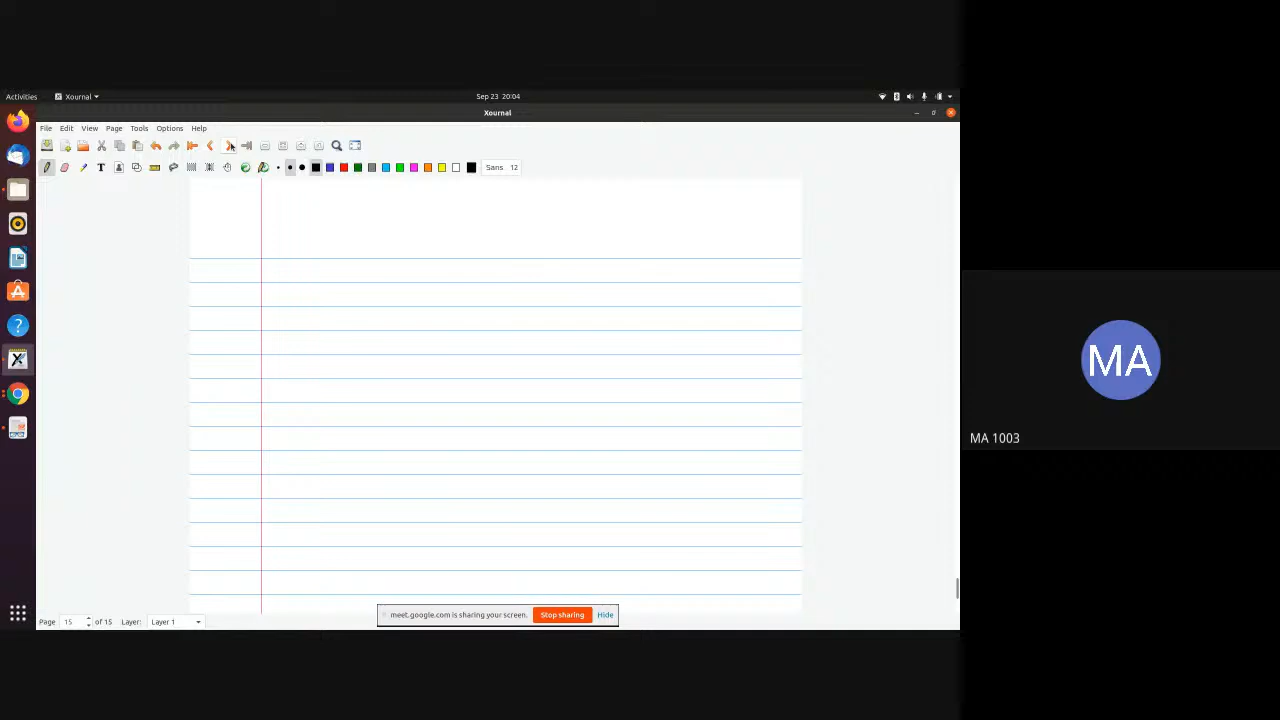 Activities Xournal Sep 23 20:04
Xournal
File Edit View Page Tools Options Help
Sans 12
MA
MA 1003
meet.google.com is sharing your screen. Stop sharing Hide
Page 15 of 15 Layer: Layer 1